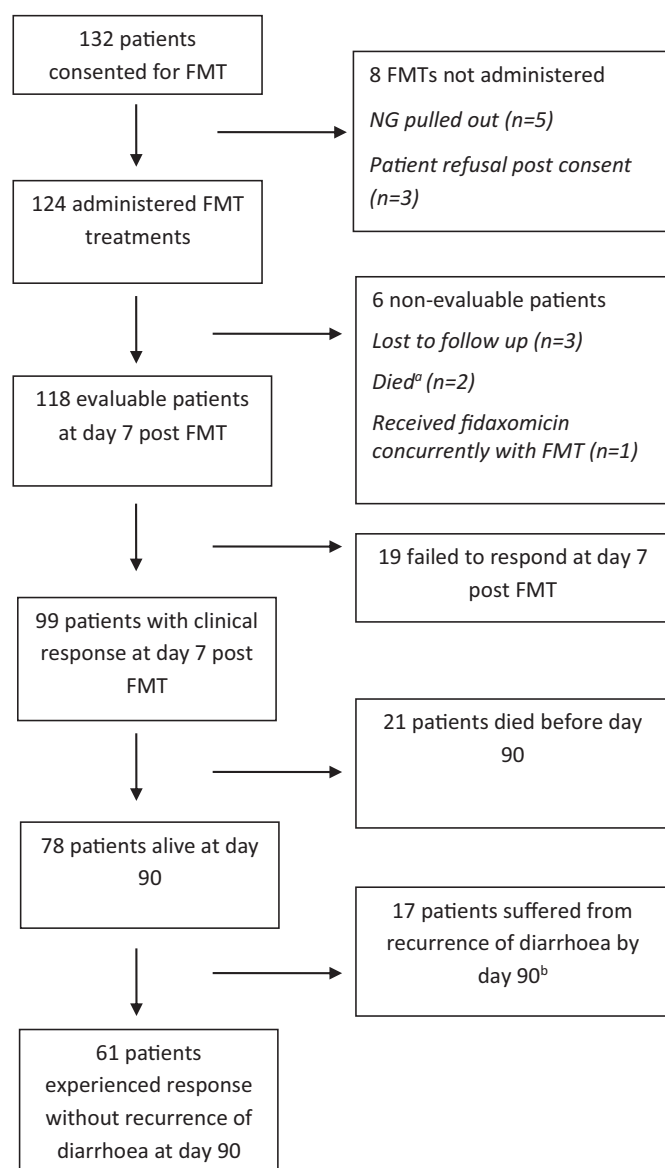 132 patients
consented for FMT
8 FMTs not administered
NG pulled out (n=5)
Patient refusal post consent
(n=3)
124 administered FMT
treatments
6 non-evaluable patients
Lost to follow up (n=3)
Diedᵃ (n=2)
Received fidaxomicin
concurrently with FMT (n=1)
118 evaluable patients
at day 7 post FMT
19 failed to respond at day 7
post FMT
99 patients with clinical
response at day 7 post
FMT
21 patients died before day
90
78 patients alive at day
90
17 patients suffered from
recurrence of diarrhoea by
day 90ᵇ
61 patients
experienced response
without recurrence of
diarrhoea at day 90